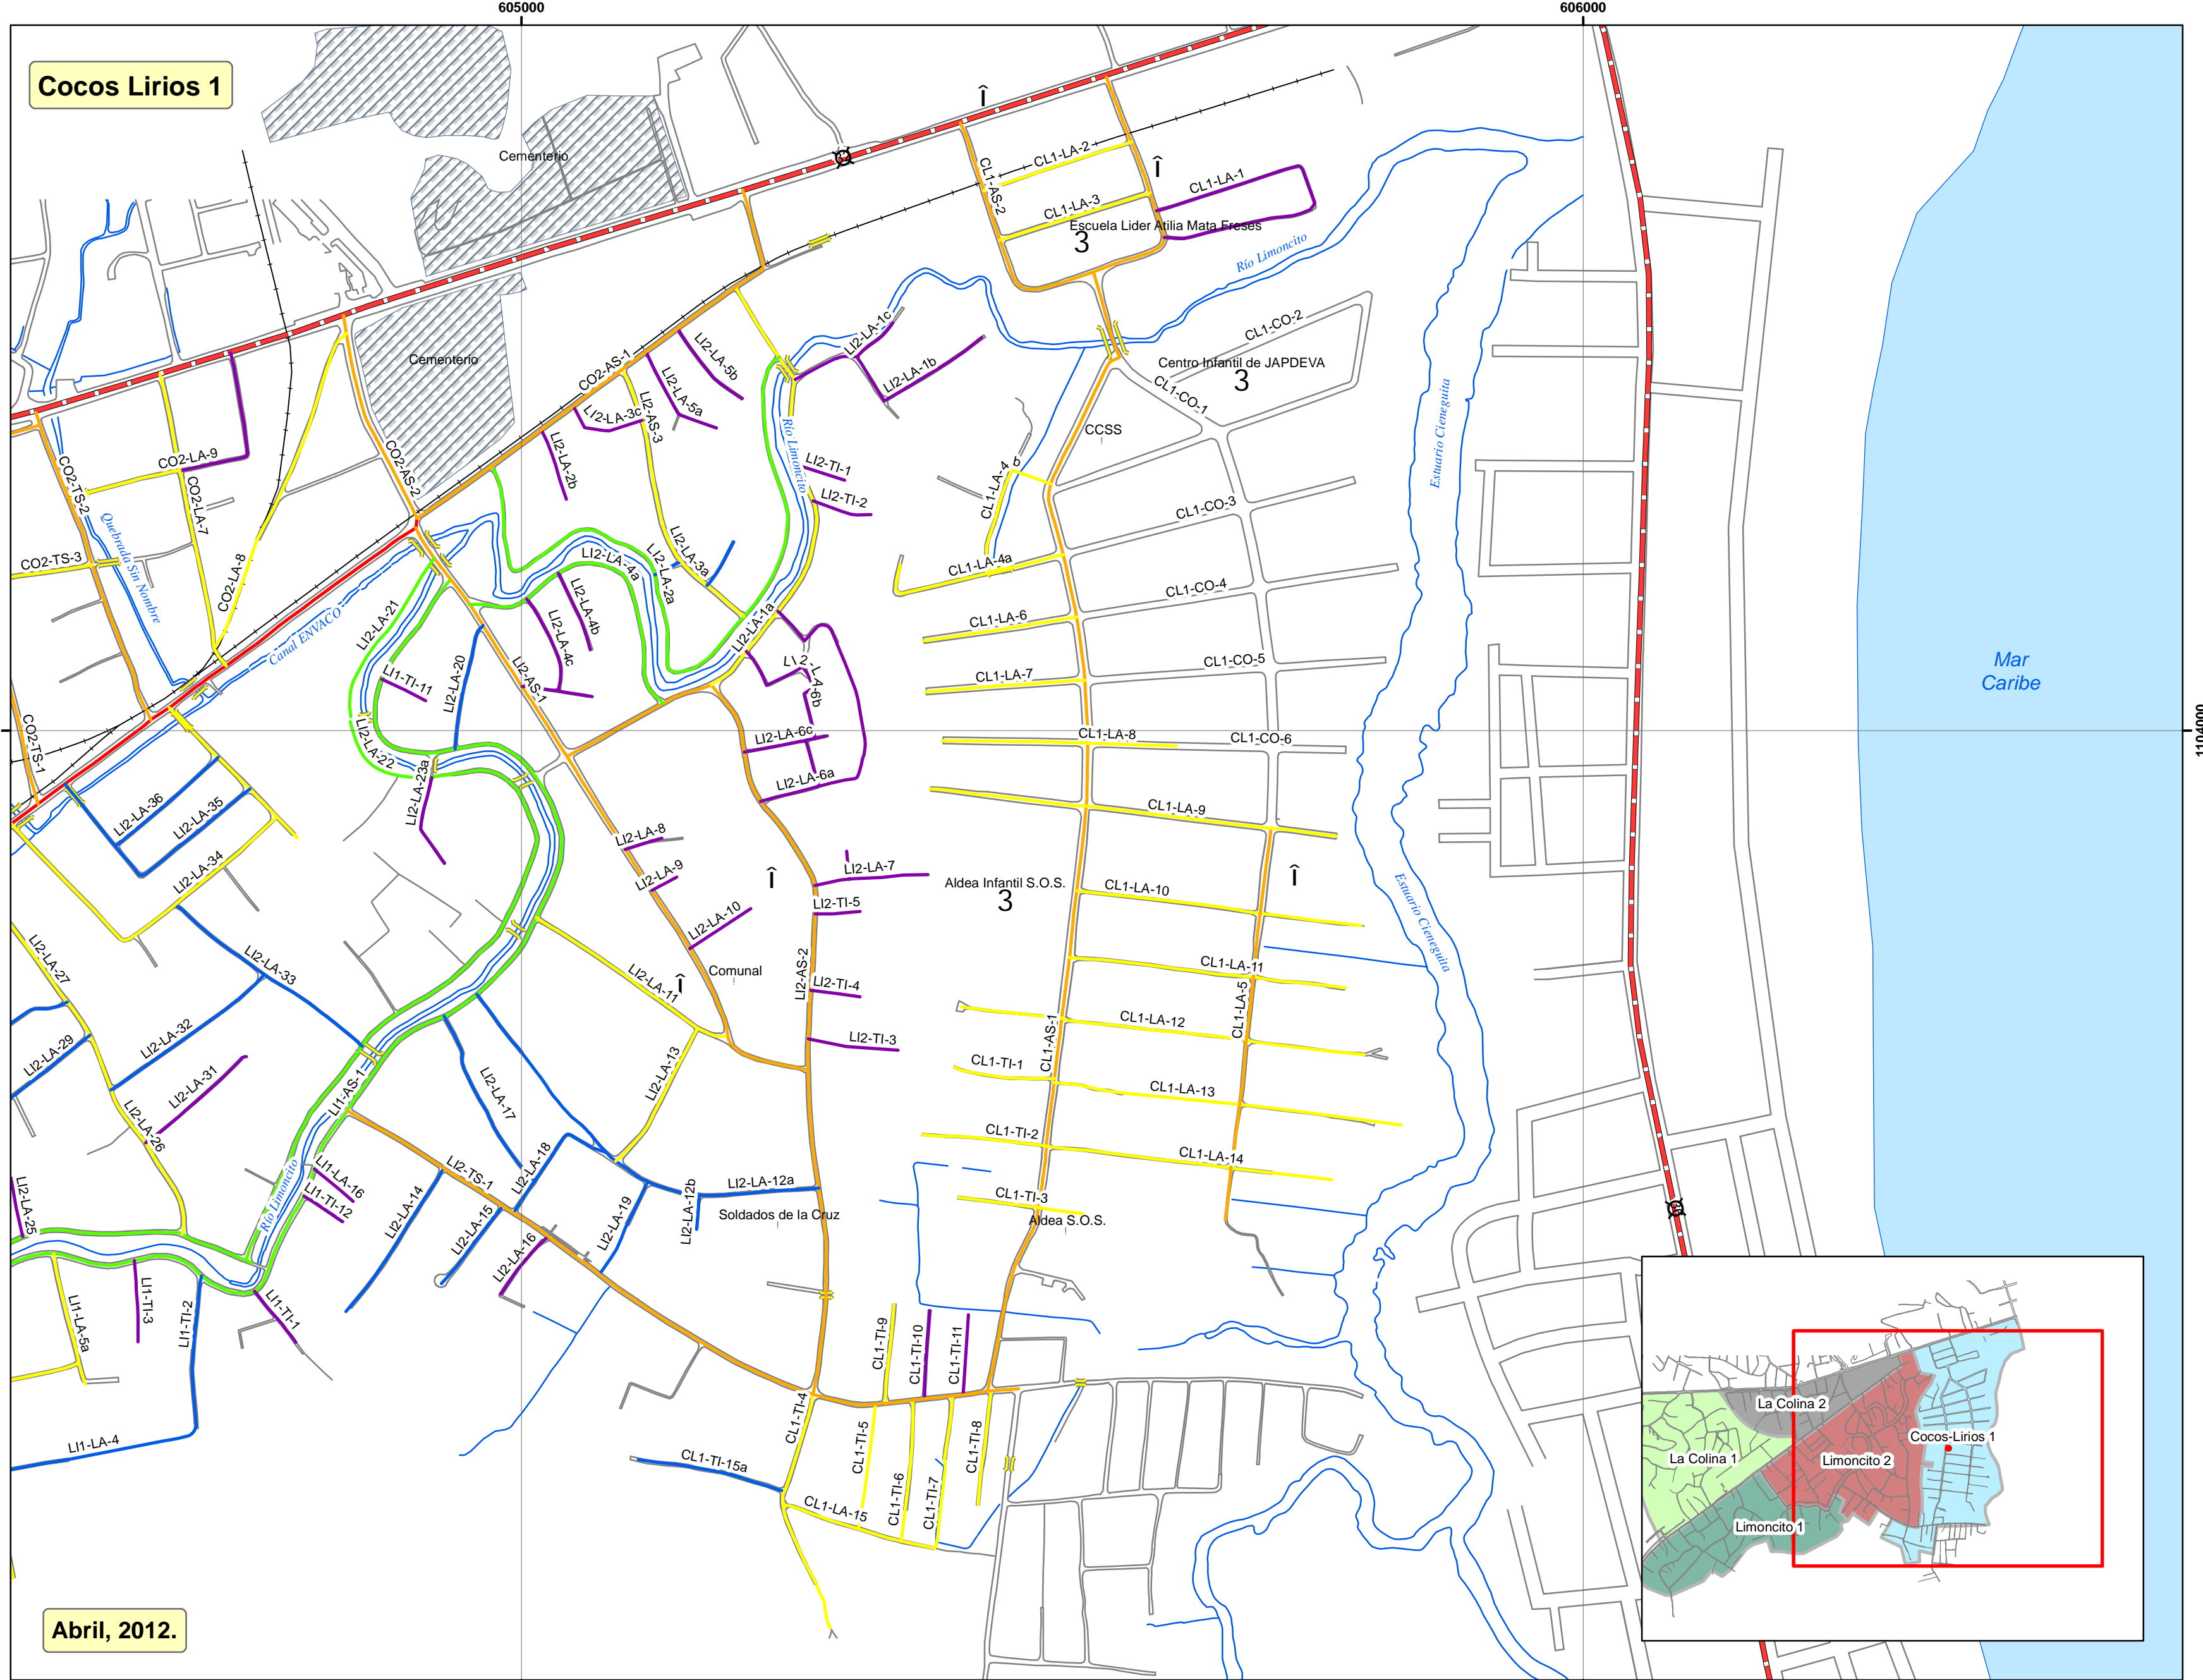 605000
606000
Cocos Lirios 1
Cementerio
CL1-LA-2
CL1-AS-2
CL1-LA-1
CL1-LA-3
Escuela Lider Atilia Mata Freses
3
Río Limoncito
Cementerio
CO2-AS-1
LI2-LA-5b
LI2-LA-1c
LI2-LA-1b
CL1-CO-2
Centro Infantil de JAPDEVA
3
CL1-CO-1
Estuario Cieneguita
LI2-LA-5a
LI2-LA-3c
LI2-AS-3
Río Limoncito
CCSS
CO2-LA-9
CO2-AS-2
LI2-LA-2b
LI2-TI-1
LI2-TI-2
CL1-LA-4 b
CO2-TS-2
CO2-LA-7
CL1-CO-3
Quebrada Sin Nombre
CO2-TS-3
CO2-LA-8
LI2-LA-4a
LI2-LA-2a
LI2-LA-3a
CL1-LA-4a
CL1-CO-4
Canal ENVACO
LI2-LA-21
LI2-LA-4b
LI2-LA-4c
LI2-LA-1a
CL1-LA-6
CL1-CO-5
Mar
Caribe
LI1-TI-11
LI2-LA-20
LI2-AS-1
CL1-LA-7
CO2-TS-1
LI2-LA-22
LI2-LA-23a
LI2-LA-6c
CL1-LA-8
CL1-CO-6
1104000
LI2-LA-6a
LI2-LA-36
LI2-LA-35
CL1-LA-9
LI2-LA-8
LI2-LA-34
LI2-LA-9
LI2-LA-7
Aldea Infantil S.O.S.
3
CL1-LA-10
LI2-TI-5
LI2-LA-10
Estuario Cieneguita
LI2-LA-27
LI2-LA-33
LI2-LA-11
Comunal
LI2-AS-2
LI2-TI-4
CL1-LA-11
CL1-LA-5
LI2-LA-32
LI2-LA-29
LI2-TI-3
CL1-AS-1
CL1-LA-12
LI2-LA-31
LI1-AS-1
LI2-LA-17
LI2-LA-13
CL1-TI-1
CL1-LA-13
LI2-LA-26
CL1-TI-2
CL1-LA-14
LI2-TS-1
LI2-LA-18
LI2-LA-25
Río Limoncito
LI1-LA-16
LI1-TI-12
LI2-LA-14
LI2-LA-15
LI2-LA-19
LI2-LA-12b
LI2-LA-12a
CL1-TI-3
Soldados de la Cruz
Aldea S.O.S.
LI2-LA-16
LI1-TI-3
LI1-TI-2
LI1-TI-1
LI1-LA-5a
CL1-TI-9
CL1-TI-10
CL1-TI-11
CL1-TI-4
CL1-TI-5
CL1-TI-6
CL1-TI-7
CL1-TI-8
LI1-LA-4
CL1-TI-15a
CL1-LA-15
La Colina 2
Cocos-Lirios 1
La Colina 1
Limoncito 2
Limoncito 1
Abril, 2012.